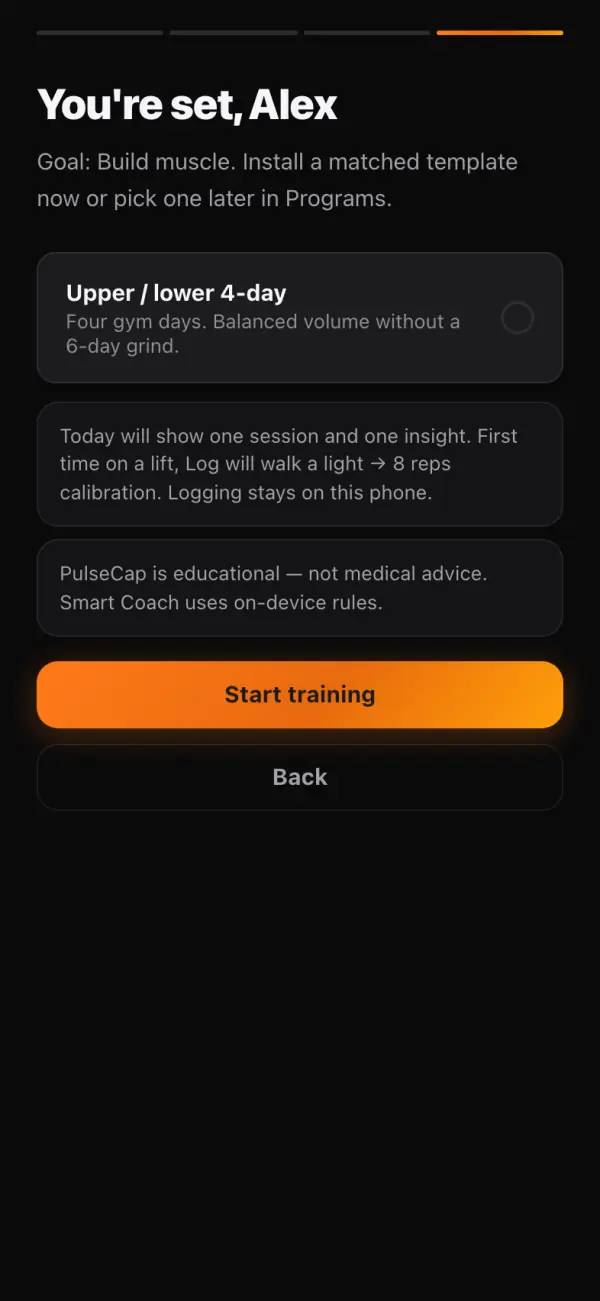 You're set, Alex
Goal: Build muscle. Install a matched template
now or pick one later in Programs.
Upper / lower 4-day
Four gym days. Balanced volume without a
6-day grind.
Today will show one session and one insight. First
time on a lift, Log will walk a light → 8 reps
calibration. Logging stays on this phone.
PulseCap is educational — not medical advice.
Smart Coach uses on-device rules.
Start training
Back